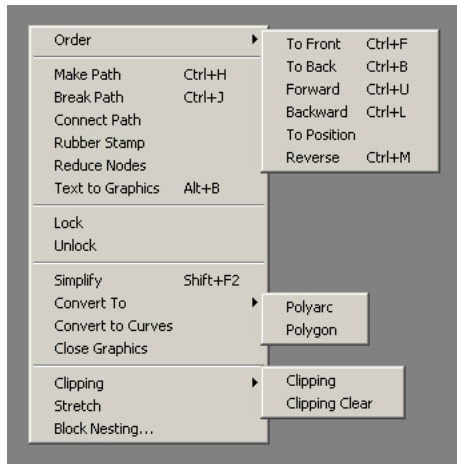 Order
To Front Ctrl+F
To Back Ctrl+B
Forward Ctrl+U
Backward Ctrl+L
To Position
Reverse Ctrl+M
Make Path Ctrl+H
Break Path Ctrl+J
Connect Path
Rubber Stamp
Reduce Nodes
Text to Graphics Alt+B
Lock
Unlock
Simplify Shift+F2
Convert To
Polyarc
Polygon
Convert to Curves
Close Graphics
Clipping
Clipping
Clipping Clear
Stretch
Block Nesting...